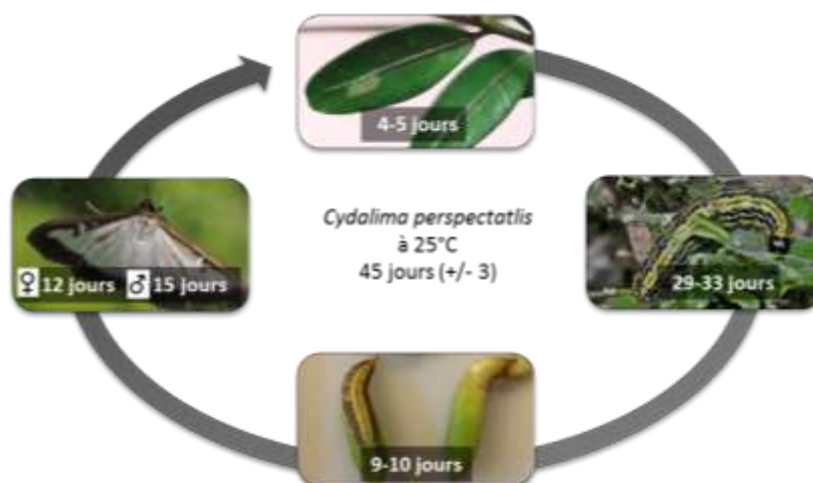 4-5 jours
Cydalima perspectatlis
à 25°C
45 jours (+/- 3)
♀ 12 jours ♂ 15 jours
29-33 jours
9-10 jours